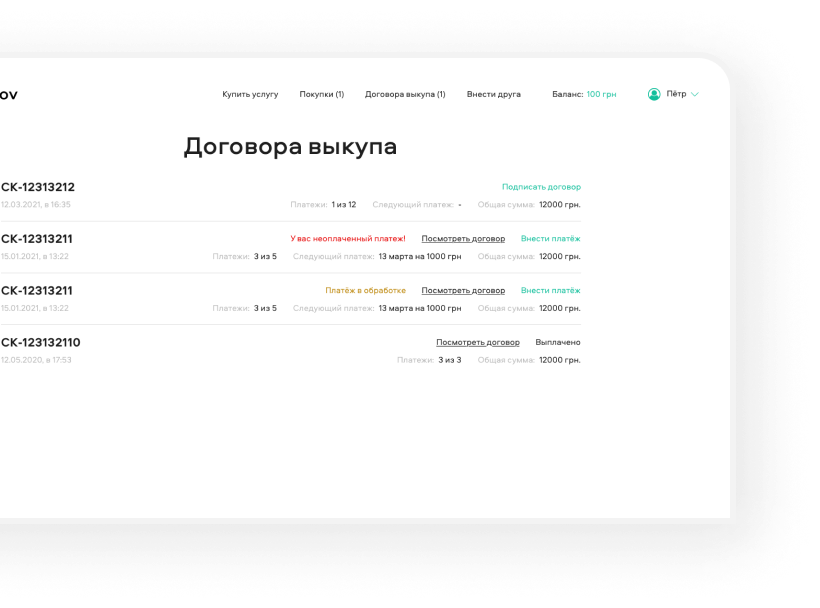 ov Купить услугу Покупки (1) Договора выкупа (1) Внести друга Баланс: 100 грн Пётр
Договора выкупа
СК-12313212 Подписать договор
12.03.2021, в 16:35 Платежи: 1 из 12 Следующий платеж: - Общая сумма: 12000 грн.
СК-12313211 У вас неоплаченный платеж! Посмотреть договор Внести платёж
15.01.2021, в 13:22 Платежи: 3 из 5 Следующий платеж: 13 марта на 1000 грн Общая сумма: 12000 грн.
СК-12313211 Платёж в обработке Посмотреть договор Внести платёж
15.01.2021, в 13:22 Платежи: 3 из 5 Следующий платеж: 13 марта на 1000 грн Общая сумма: 12000 грн.
СК-123132110 Посмотреть договор Выплачено
12.05.2020, в 17:53 Платежи: 3 из 3 Общая сумма: 12000 грн.